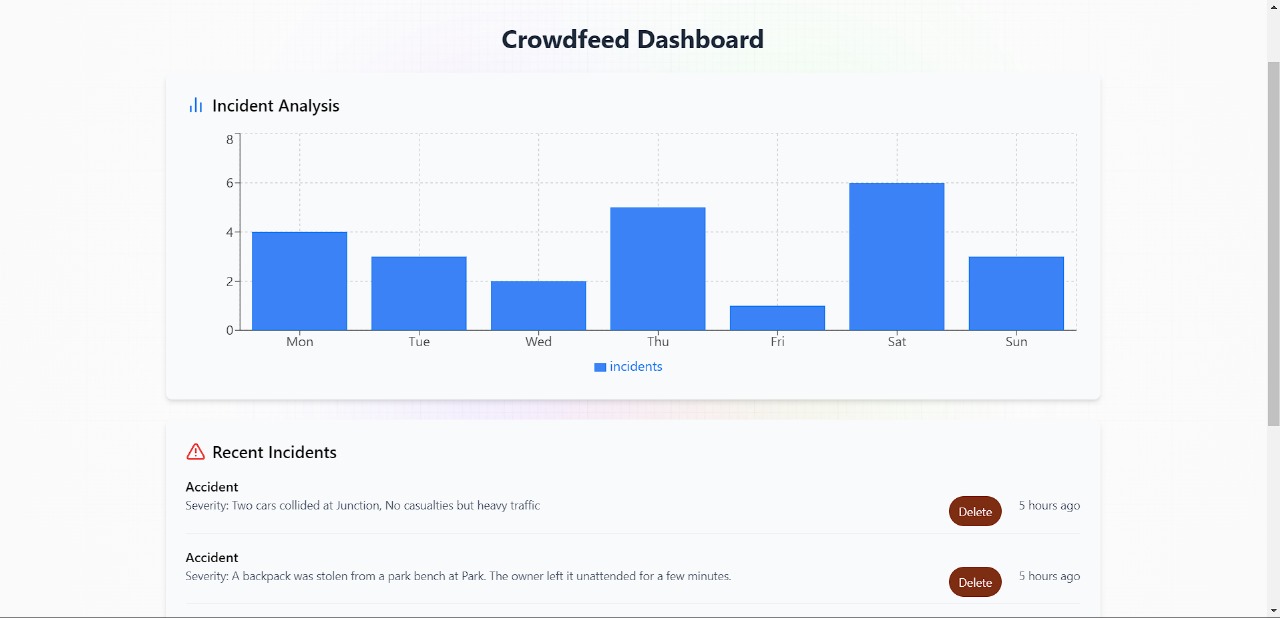 Crowdfeed Dashboard
Incident Analysis
8
6
4
2
0
Mon Tue Wed Thu Fri Sat Sun
incidents
Recent Incidents
Accident
Severity: Two cars collided at Junction, No casualties but heavy traffic
Delete 5 hours ago
Accident
Severity: A backpack was stolen from a park bench at Park. The owner left it unattended for a few minutes.
Delete 5 hours ago